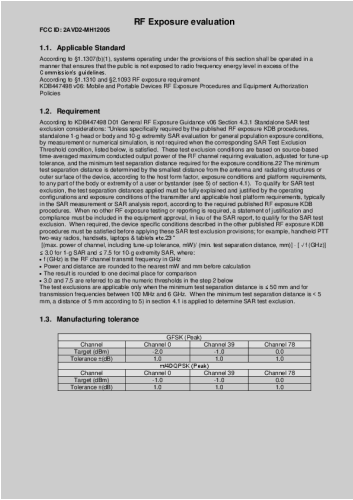 RF Exposure evaluation
FCC ID: 2AVD2-MH12005
1.1. Applicable Standard
According to §1.1307(b)(1), systems operating under the provisions of this section shall be operated in a
manner that ensures that the public is not exposed to radio frequency energy level in excess of the
Commission's guidelines.
According to §1.1310 and §2.1093 RF exposure requirement
KDB447498 v06: Mobile and Portable Devices RF Exposure Procedures and Equipment Authorization
Policies
1.2. Requirement
According to KDB447498 D01 General RF Exposure Guidance v06 Section 4.3.1 Standalone SAR test
exclusion considerations: "Unless specifically required by the published RF exposure KDB procedures,
standalone 1-g head or body and 10-g extremity SAR evaluation for general population exposure conditions,
by measurement or numerical simulation, is not required when the corresponding SAR Test Exclusion
Threshold condition, listed below, is satisfied. These test exclusion conditions are based on source-based
time-averaged maximum conducted output power of the RF channel requiring evaluation, adjusted for tune-up
tolerance, and the minimum test separation distance required for the exposure conditions.22 The minimum
test separation distance is determined by the smallest distance from the antenna and radiating structures or
outer surface of the device, according to the host form factor, exposure conditions and platform requirements,
to any part of the body or extremity of a user or bystander (see 5) of section 4.1). To qualify for SAR test
exclusion, the test separation distances applied must be fully explained and justified by the operating
configurations and exposure conditions of the transmitter and applicable host platform requirements, typically
in the SAR measurement or SAR analysis report, according to the required published RF exposure KDB
procedures. When no other RF exposure testing or reporting is required, a statement of justification and
compliance must be included in the equipment approval, in lieu of the SAR report, to qualify for the SAR test
exclusion. When required, the device specific conditions described in the other published RF exposure KDB
procedures must be satisfied before applying these SAR test exclusion provisions; for example, handheld PTT
two-way radios, handsets, laptops & tablets etc.23 "
[(max. power of channel, including tune-up tolerance, mW)/ (min. test separation distance, mm)] · [ √ f (GHz)]
≤ 3.0 for 1-g SAR and ≤ 7.5 for 10-g extremity SAR, where:
• f (GHz) is the RF channel transmit frequency in GHz
• Power and distance are rounded to the nearest mW and mm before calculation
• The result is rounded to one decimal place for comparison
• 3.0 and 7.5 are referred to as the numeric thresholds in the step 2 below
The test exclusions are applicable only when the minimum test separation distance is ≤ 50 mm and for
transmission frequencies between 100 MHz and 6 GHz. When the minimum test separation distance is < 5
mm, a distance of 5 mm according to 5) in section 4.1 is applied to determine SAR test exclusion.
1.3. Manufacturing tolerance
GFSK (Peak)
Channel Channel 0 Channel 39 Channel 78
Target (dBm) -2.0 -1.0 0.0
Tolerance ±(dB) 1.0 1.0 1.0
π/4DQPSK (Peak)
Channel Channel 0 Channel 39 Channel 78
Target (dBm) -1.0 -1.0 0.0
Tolerance ±(dB) 1.0 1.0 1.0